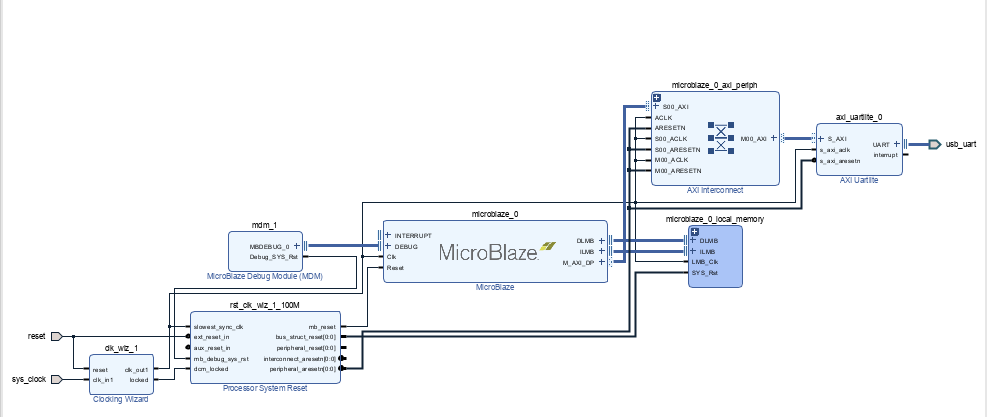 microblaze_0_axi_periph
S00_AXI
ACLK
ARESETN
S00_ACLK
S00_ARESETN
M00_ACLK
M00_ARESETN
M00_AXI
AXI Interconnect
axi_uartlite_0
S_AXI
s_axi_aclk
s_axi_aresetn
UART
interrupt
AXI Uartlite
usb_uart
mdm_1
MBDEBUG_0
Debug_SYS_Rst
MicroBlaze Debug Module (MDM)
microblaze_0
INTERRUPT
DEBUG
Clk
Reset
MicroBlaze
DLMB
ILMB
M_AXI_DP
MicroBlaze
microblaze_0_local_memory
DLMB
ILMB
LMB_Clk
SYS_Rst
rst_clk_wiz_1_100M
slowest_sync_clk
ext_reset_in
aux_reset_in
mb_debug_sys_rst
dcm_locked
mb_reset
bus_struct_reset[0:0]
peripheral_reset[0:0]
interconnect_aresetn[0:0]
peripheral_aresetn[0:0]
Processor System Reset
reset
sys_clock
clk_wiz_1
reset
clk_in1
clk_out1
locked
Clocking Wizard